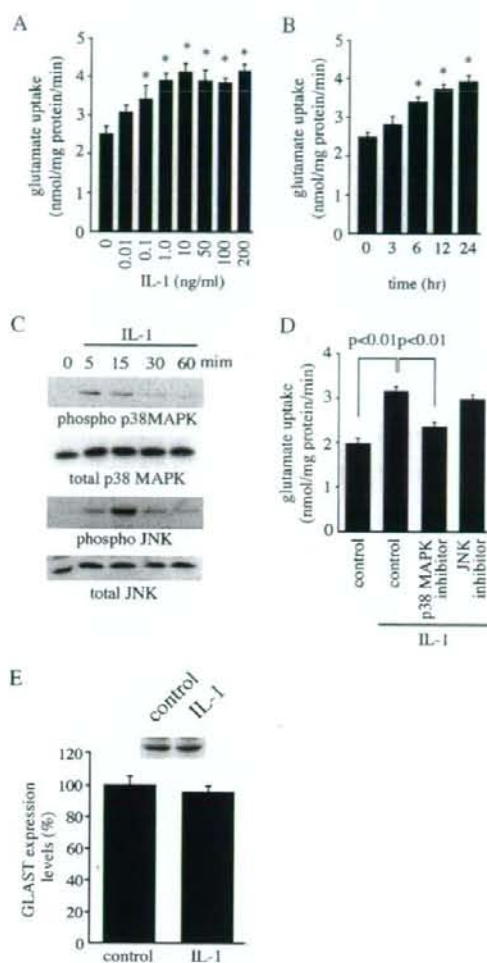 A
glutamate uptake
(nmol/mg protein/min)
5
4
3
2
1
0
* * * * * *
0 0.01 0.1 1.0 10 50 100 200
IL-1 (ng/ml)
B
glutamate uptake
(nmol/mg protein/min)
5
4
3
2
1
0
* * *
0 3 6 12 24
time (hr)
C
IL-1
0 5 15 30 60 mim
phospho p38MAPK
total p38 MAPK
phospho JNK
total JNK
D
p<0.01 p<0.01
glutamate uptake
(nmol/mg protein/min)
4
3
2
1
0
control
control
p38 MAPK
inhibitor
JNK
inhibitor
IL-1
E
control IL-1
GLAST expression
levels (%)
120
100
80
60
40
20
0
control IL-1